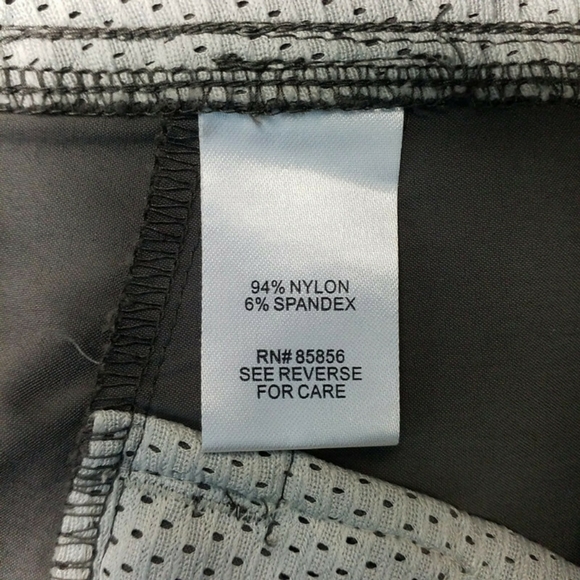 94% NYLON
6% SPANDEX
RN# 85856
SEE REVERSE
FOR CARE